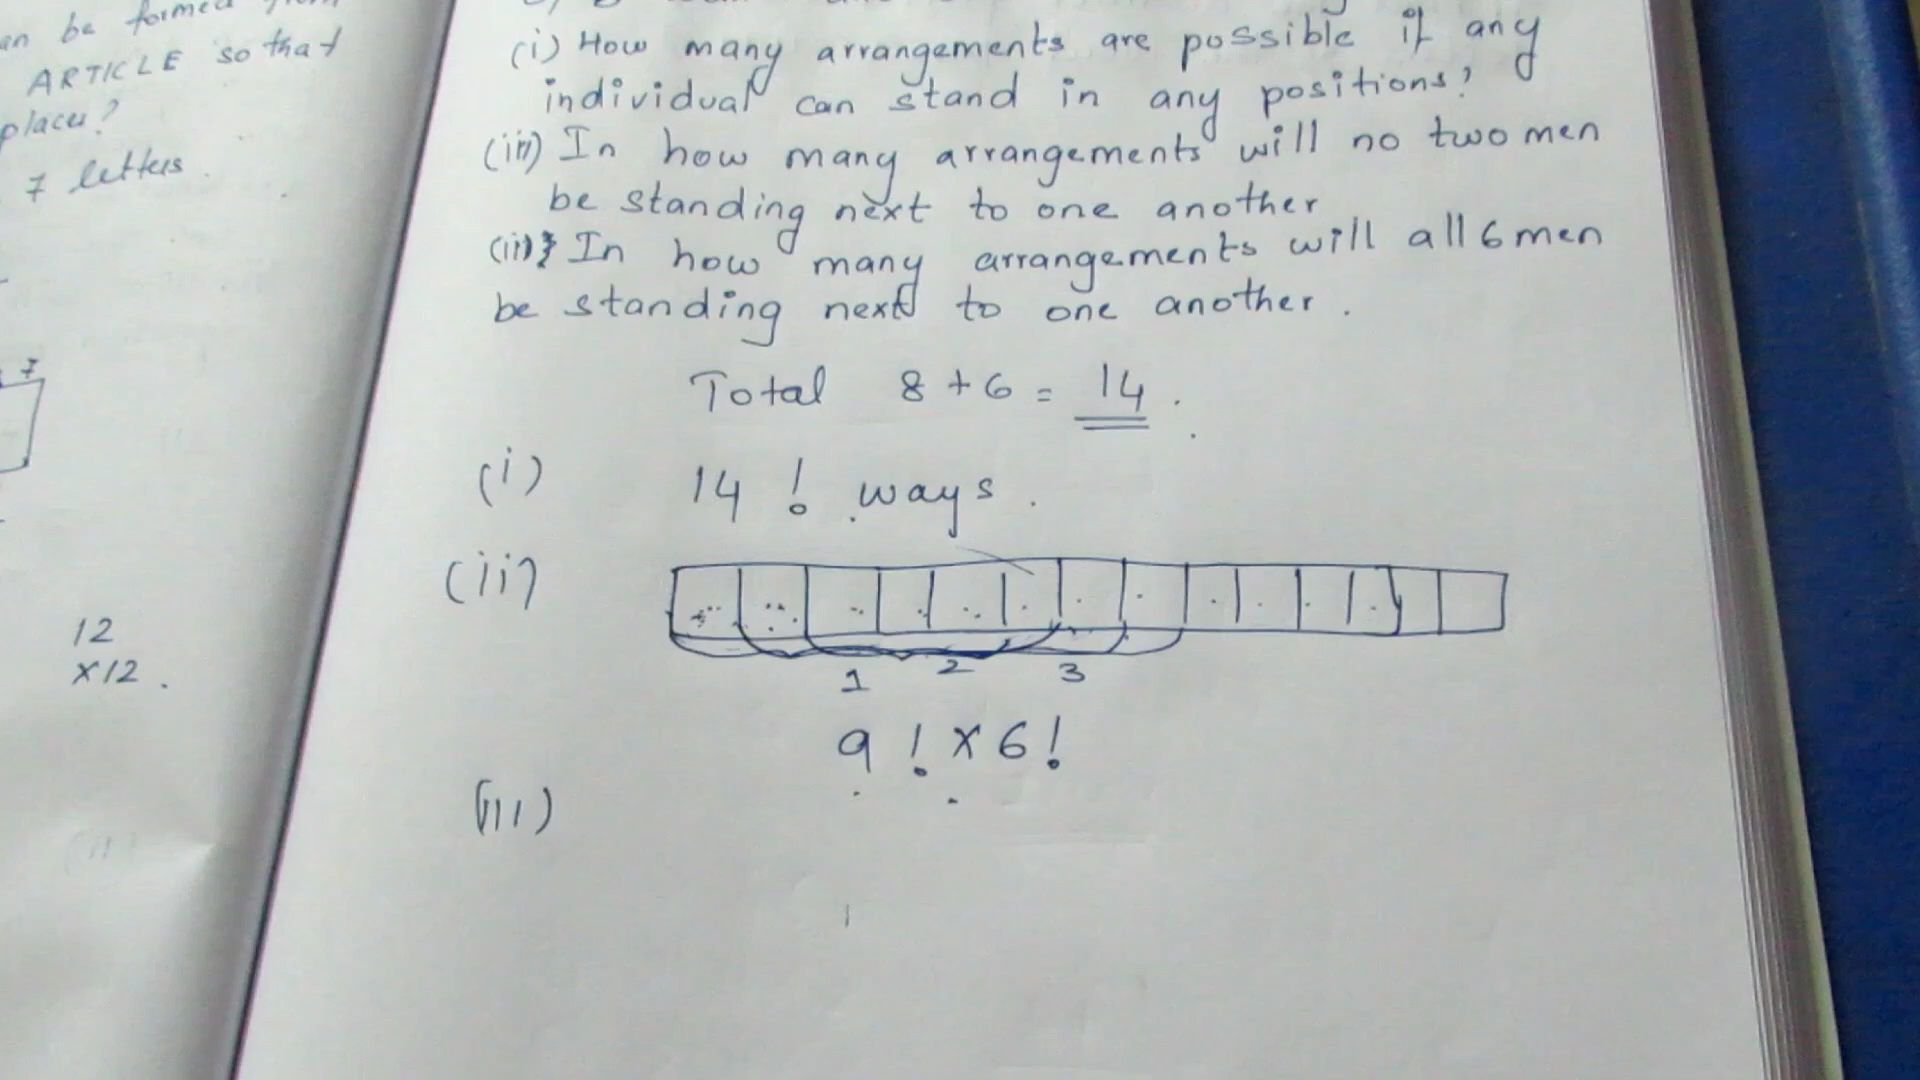 an be formed
ARTICLE so that
places?
7 letters
7
12
x12.
(i) How many arrangements are possible if any
individual can stand in any positions?
(iii) In how many arrangements will no two men
be standing next to one another
(ii) In how many arrangements will all 6 men
be standing next to one another.
Total 8 + 6 = 14.
(i) 14! ways.
(ii)
1 2 3
9! x 6!
(iii)